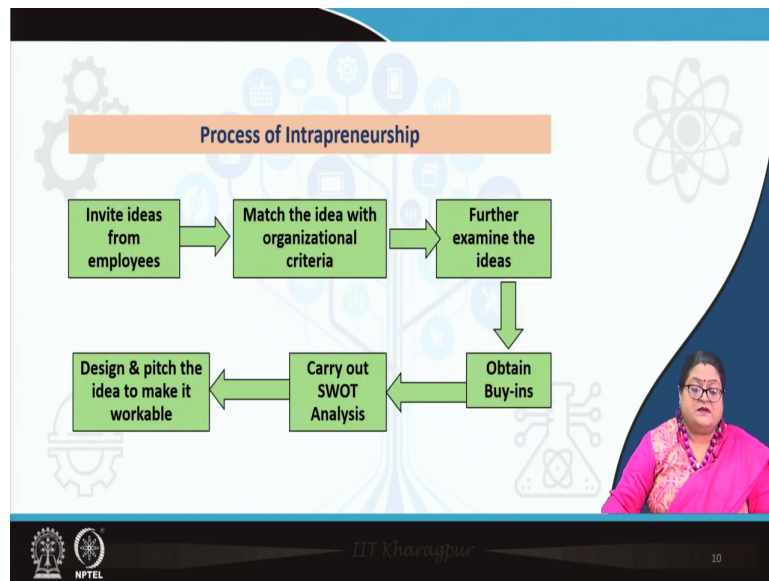 Process of Intrapreneurship
Invite ideas
from
employees
Match the idea with
organizational
criteria
Further
examine the
ideas
Obtain
Buy-ins
Carry out
SWOT
Analysis
Design & pitch the
idea to make it
workable
NPTEL
IIT Kharagpur
10